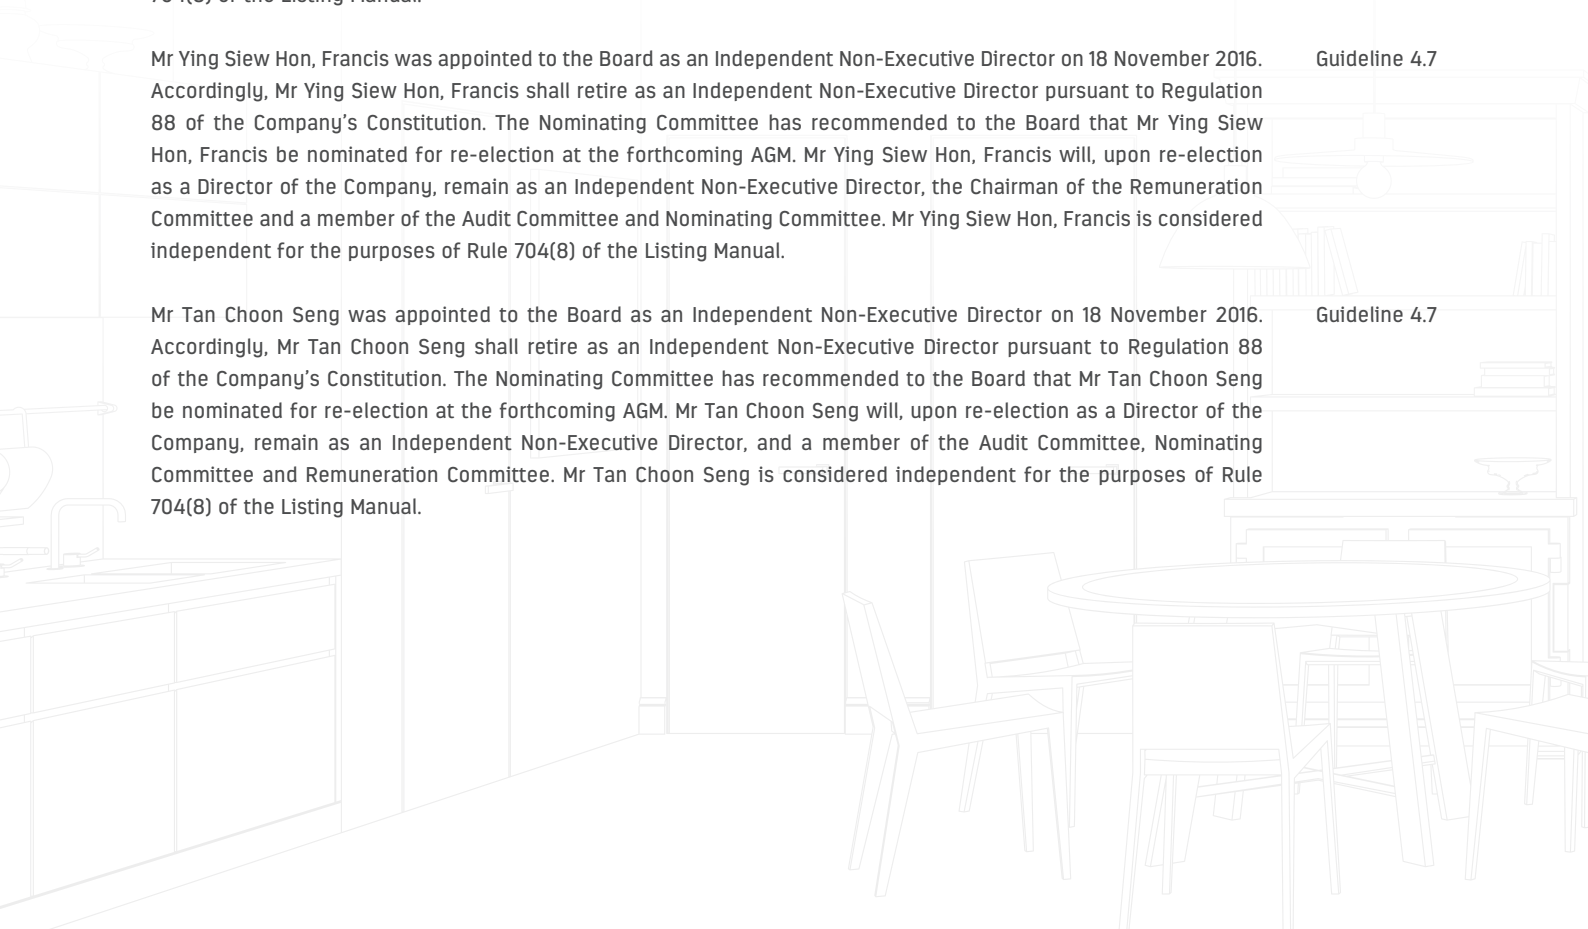 704(8) of the Listing Manual.
Mr Ying Siew Hon, Francis was appointed to the Board as an Independent Non-Executive Director on 18 November 2016. Guideline 4.7
Accordingly, Mr Ying Siew Hon, Francis shall retire as an Independent Non-Executive Director pursuant to Regulation
88 of the Company’s Constitution. The Nominating Committee has recommended to the Board that Mr Ying Siew
Hon, Francis be nominated for re-election at the forthcoming AGM. Mr Ying Siew Hon, Francis will, upon re-election
as a Director of the Company, remain as an Independent Non-Executive Director, the Chairman of the Remuneration
Committee and a member of the Audit Committee and Nominating Committee. Mr Ying Siew Hon, Francis is considered
independent for the purposes of Rule 704(8) of the Listing Manual.
Mr Tan Choon Seng was appointed to the Board as an Independent Non-Executive Director on 18 November 2016. Guideline 4.7
Accordingly, Mr Tan Choon Seng shall retire as an Independent Non-Executive Director pursuant to Regulation 88
of the Company’s Constitution. The Nominating Committee has recommended to the Board that Mr Tan Choon Seng
be nominated for re-election at the forthcoming AGM. Mr Tan Choon Seng will, upon re-election as a Director of the
Company, remain as an Independent Non-Executive Director, and a member of the Audit Committee, Nominating
Committee and Remuneration Committee. Mr Tan Choon Seng is considered independent for the purposes of Rule
704(8) of the Listing Manual.